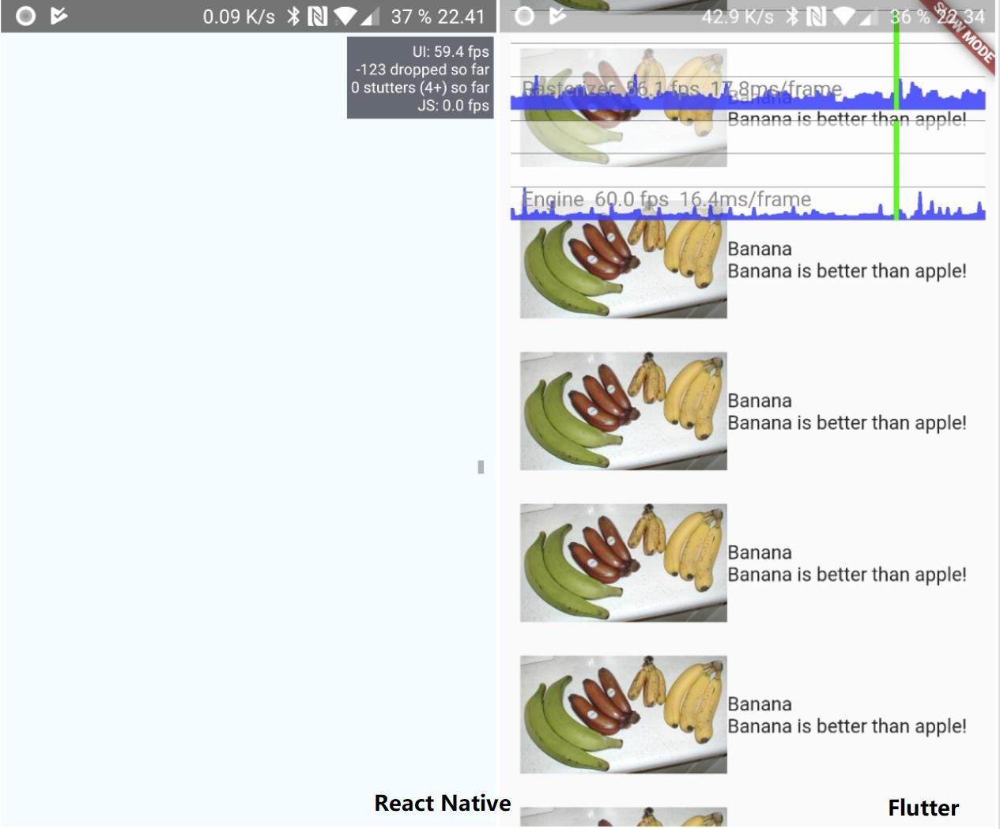 0.09 K/s 37 % 22.41
UI: 59.4 fps
-123 dropped so far
0 stutters (4+) so far
JS: 0.0 fps
React Native
42.9 K/s 36 % 22.34
SLOW MODE
Rasterizer 56.1 fps 17.8ms/frame
Banana
Banana is better than apple!
Engine 60.0 fps 16.4ms/frame
Banana
Banana is better than apple!
Banana
Banana is better than apple!
Banana
Banana is better than apple!
Banana
Banana is better than apple!
Flutter